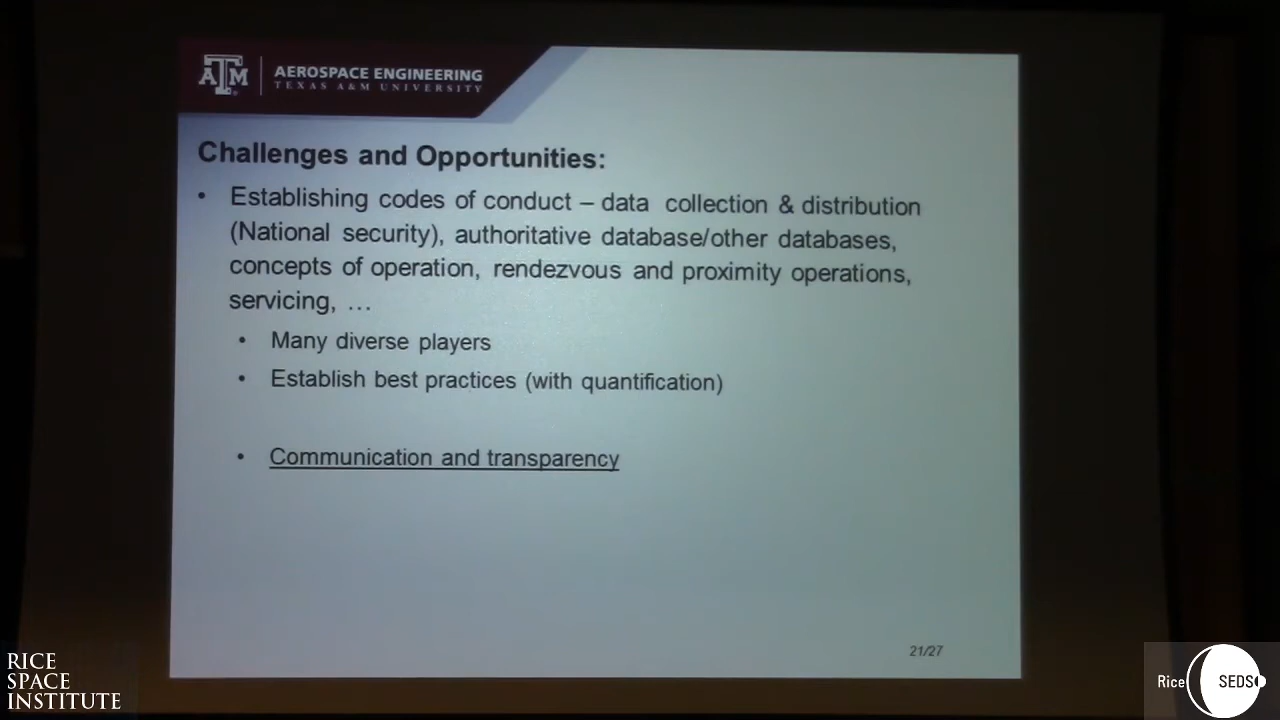 AEROSPACE ENGINEERING
TEXAS A&M UNIVERSITY
Challenges and Opportunities:
• Establishing codes of conduct – data collection & distribution
(National security), authoritative database/other databases,
concepts of operation, rendezvous and proximity operations,
servicing, …
• Many diverse players
• Establish best practices (with quantification)
• Communication and transparency
21/27
RICE
SPACE
INSTITUTE
Rice SEDS
ATM